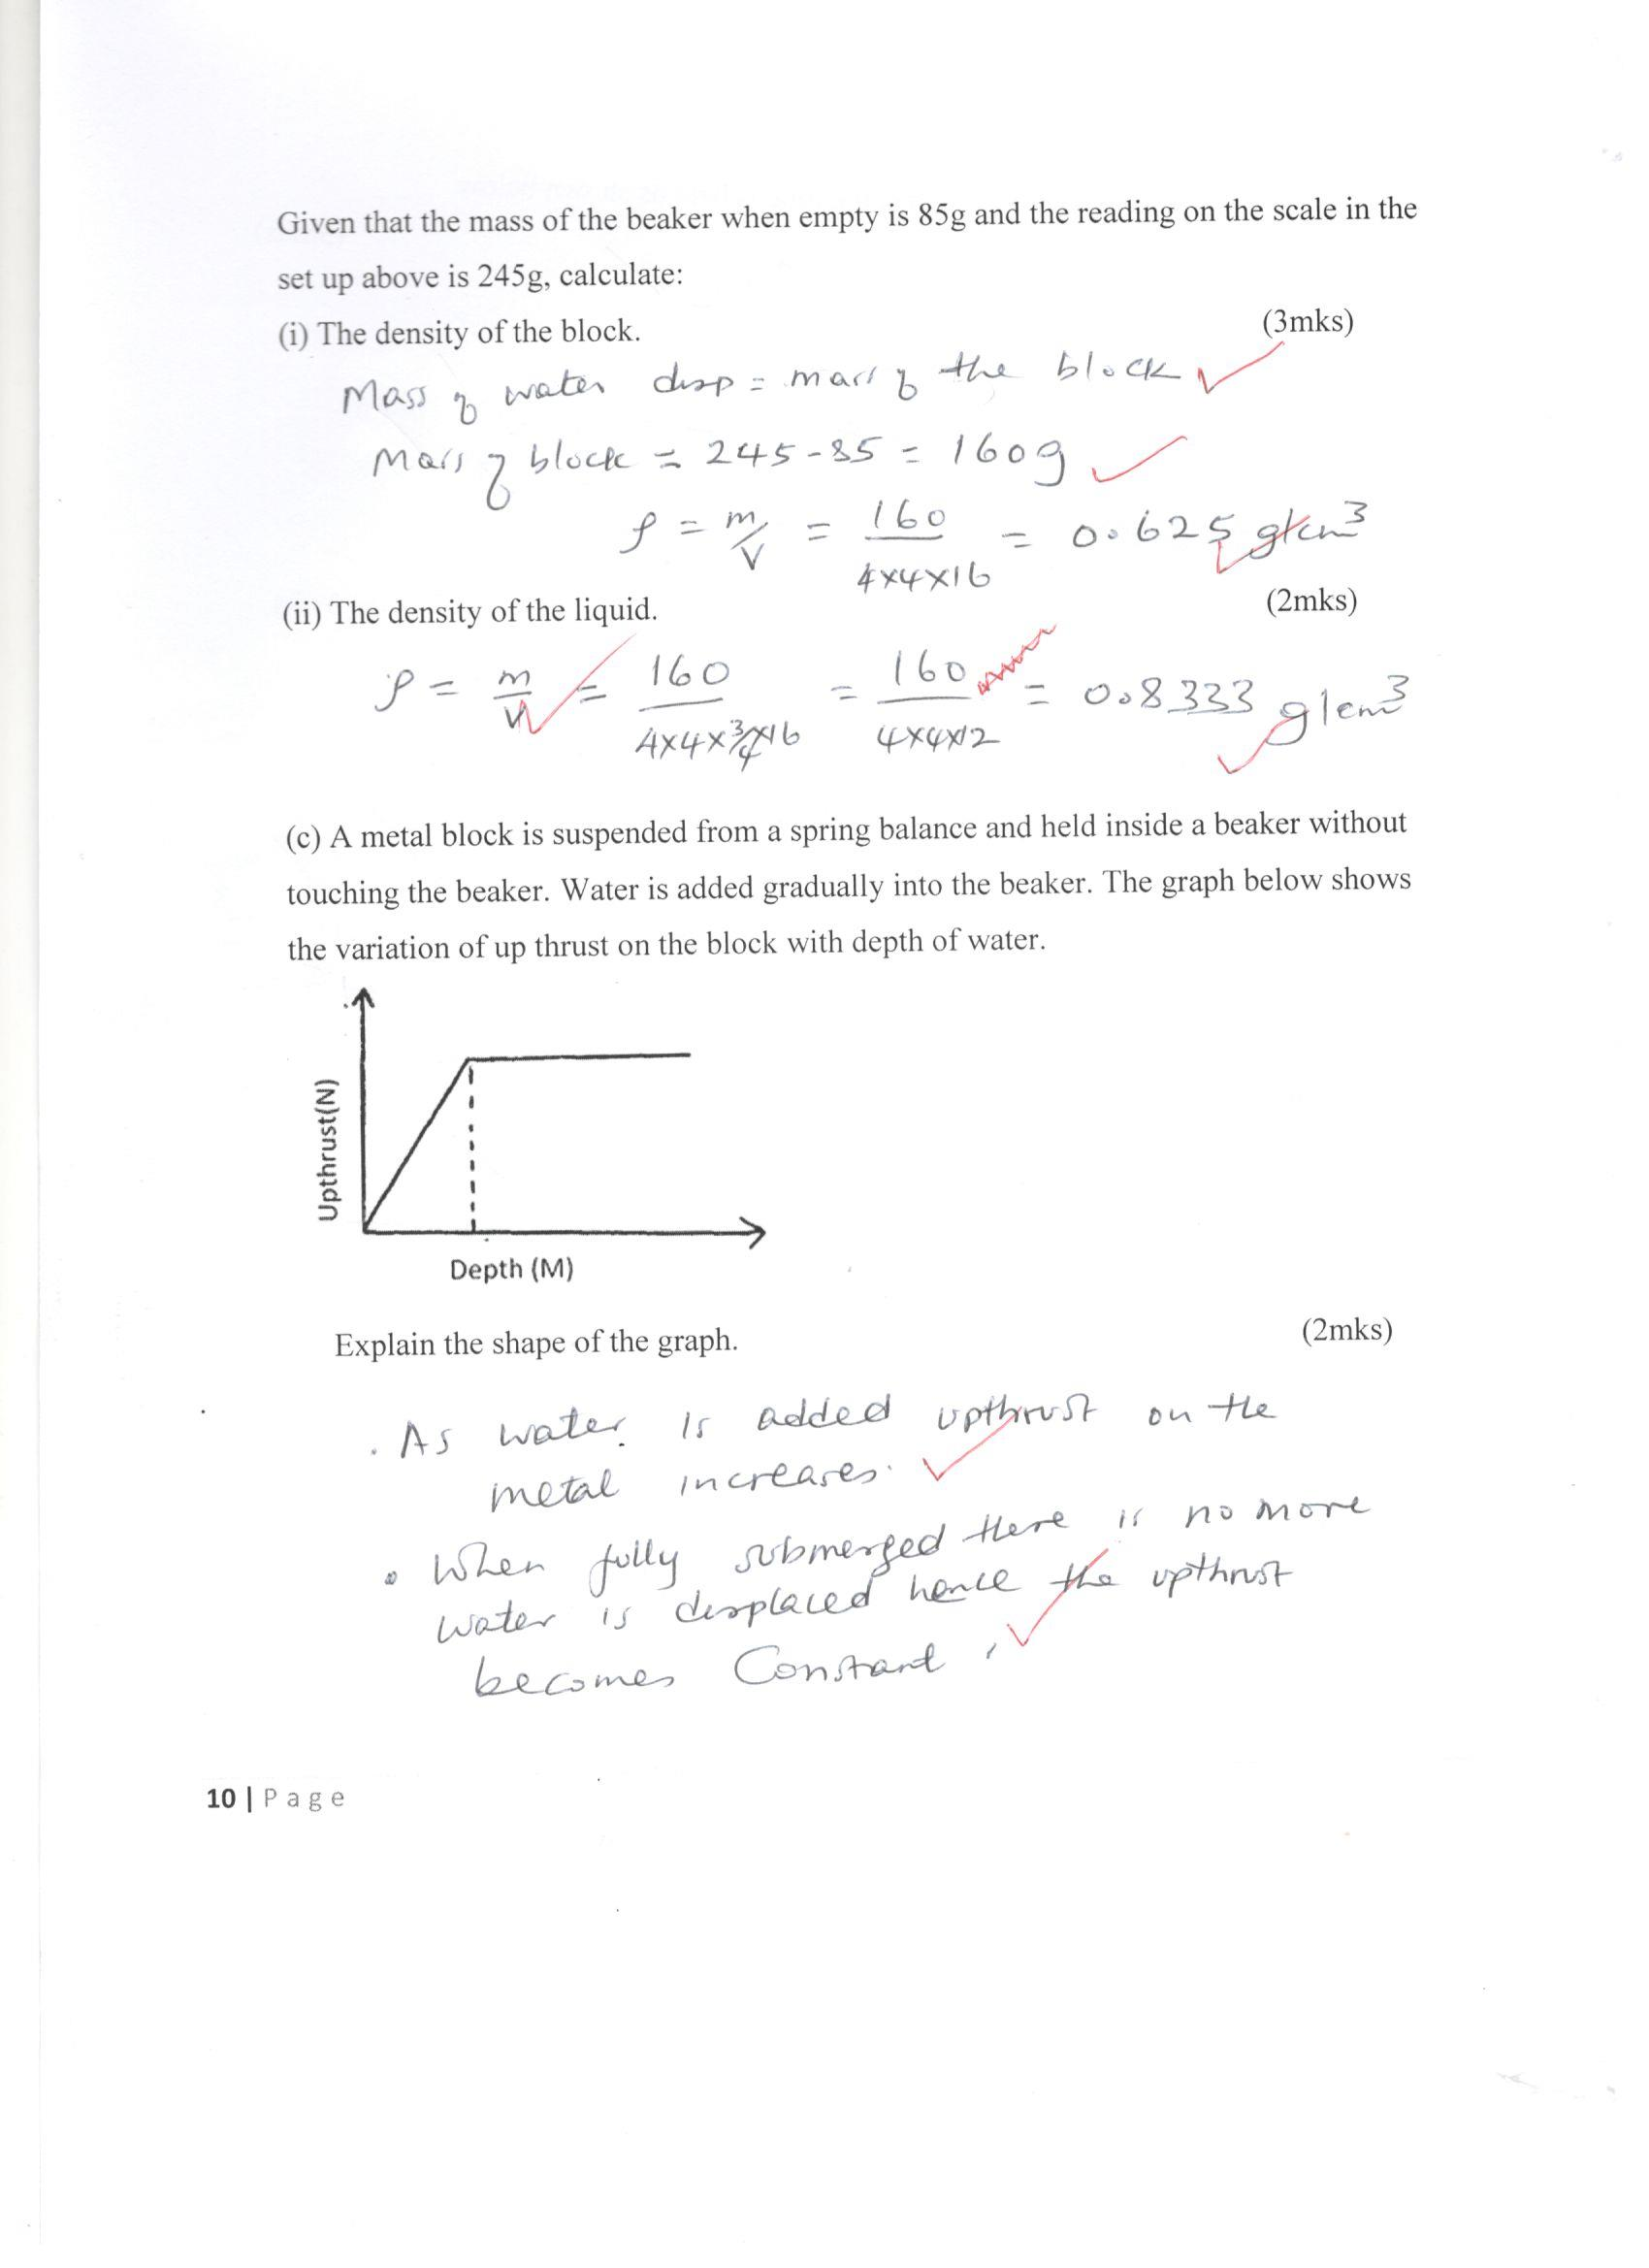 Given that the mass of the beaker when empty is 85g and the reading on the scale in the
set up above is 245g, calculate:
(i) The density of the block. (3mks)
Mass of water disp = mass of the block
Mass of block = 245-85 = 160g
ρ = m/V = 160/4x4x16 = 0.625 g/cm³
(ii) The density of the liquid. (2mks)
ρ = m/V = 160/4x4x3/4x16 = 160/4x4x12 = 0.8333 g/cm³
(c) A metal block is suspended from a spring balance and held inside a beaker without
touching the beaker. Water is added gradually into the beaker. The graph below shows
the variation of up thrust on the block with depth of water.
Upthrust(N)
Depth (M)
Explain the shape of the graph. (2mks)
. As water is added upthrust on the
metal increases.
• When fully submerged there is no more
water is displaced hence the upthrust
becomes Constant.
10 | Page